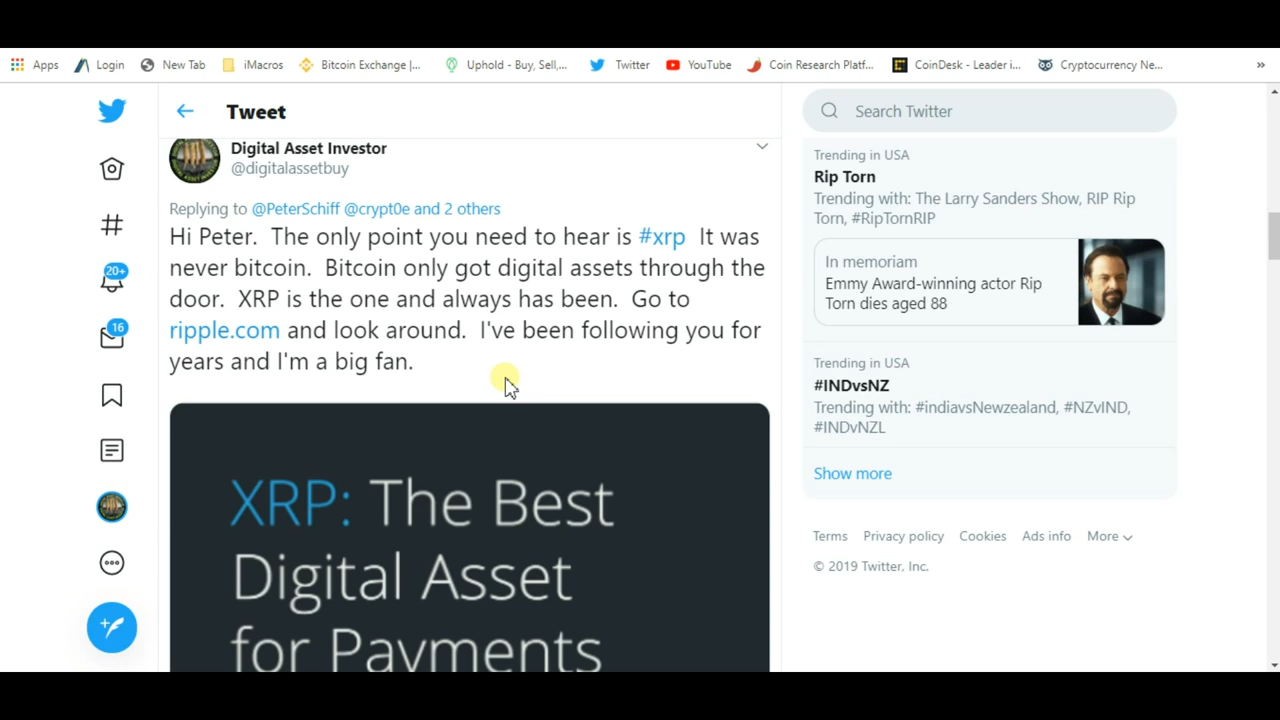 Apps
Login
New Tab
iMacros
Bitcoin Exchange |...
Uphold - Buy, Sell,...
Twitter
YouTube
Coin Research Platf...
CoinDesk - Leader i...
Cryptocurrency Ne...
»
Tweet
Search Twitter
Digital Asset Investor
@digitalassetbuy
Replying to @PeterSchiff @crypt0e and 2 others
Hi Peter. The only point you need to hear is #xrp It was
never bitcoin. Bitcoin only got digital assets through the
door. XRP is the one and always has been. Go to
ripple.com and look around. I've been following you for
years and I'm a big fan.
XRP: The Best
Digital Asset
for Payments
20+
16
Trending in USA
Rip Torn
Trending with: The Larry Sanders Show, RIP Rip
Torn, #RipTornRIP
In memoriam
Emmy Award-winning actor Rip
Torn dies aged 88
Trending in USA
#INDvsNZ
Trending with: #indiavsNewzealand, #NZvIND,
#INDvNZL
Show more
Terms Privacy policy Cookies Ads info More
© 2019 Twitter, Inc.